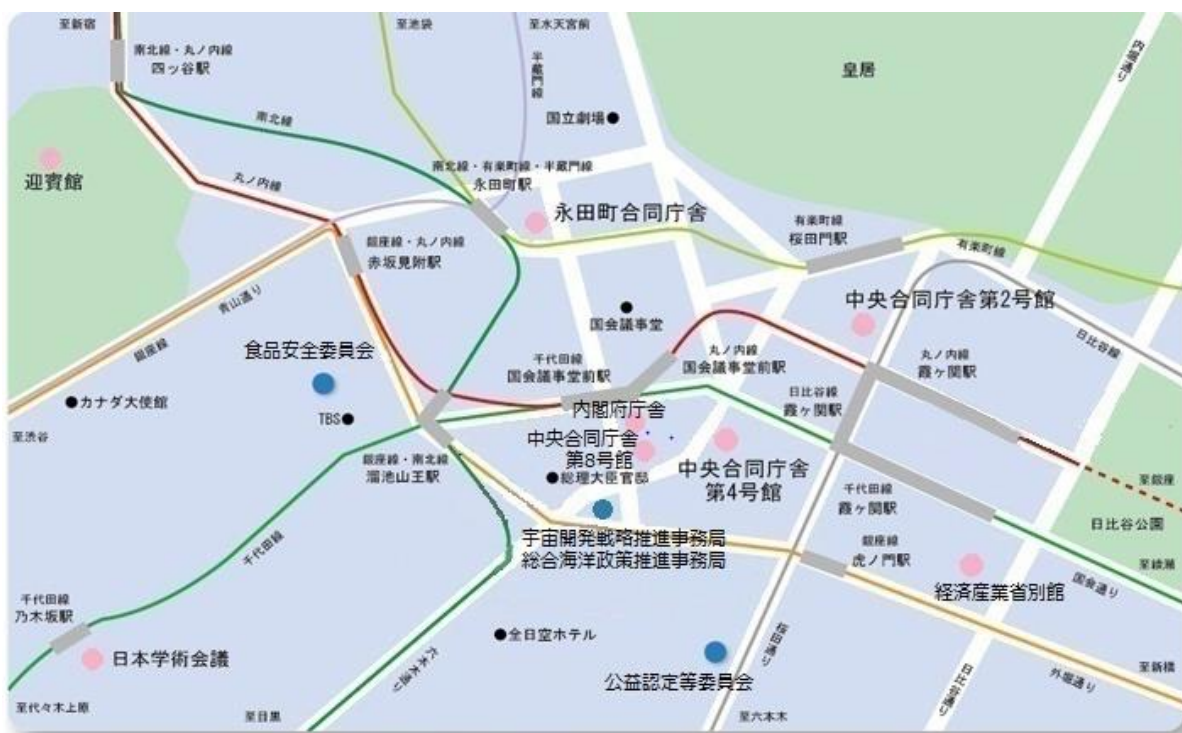 至新宿
至池袋
至水天宮前
南北線・丸ノ内線
四ッ谷駅
半蔵門線
内堀通り
皇居
南北線
国立劇場
迎賓館
丸ノ内線
南北線・有楽町線・半蔵門線
永田町駅
永田町合同庁舎
有楽町線
桜田門駅
有楽町線
銀座線・丸ノ内線
赤坂見附駅
青山通り
銀座線
国会議事堂
中央合同庁舎第2号館
日比谷線
食品安全委員会
千代田線
国会議事堂前駅
丸ノ内線
国会議事堂前駅
丸ノ内線
霞ヶ関駅
日比谷線
霞ヶ関駅
カナダ大使館
TBS
至渋谷
内閣府庁舎
中央合同庁舎
第8号館
中央合同庁舎
第4号館
総理大臣官邸
銀座線・南北線
溜池山王駅
千代田線
霞ヶ関駅
至銀座
日比谷公園
宇宙開発戦略推進事務局
総合海洋政策推進事務局
銀座線
虎ノ門駅
至綾瀬
国会通り
経済産業省別館
千代田線
千代田線
乃木坂駅
日本学術会議
全日空ホテル
六本木通り
公益認定等委員会
桜田通り
日比谷通り
外堀通り
至新橋
至代々木上原
至目黒
至六本木